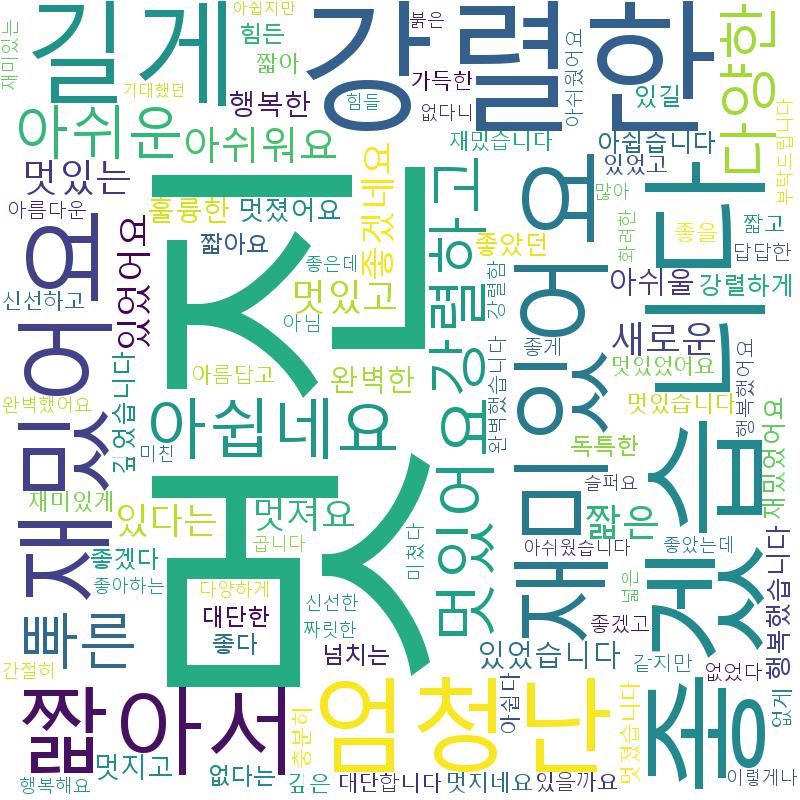 아쉽지만
붉은
재미있는
길게
강렬한
힘든
짧아
가득한
다양한
기대했던
행복한
힘들
없다니
아쉬웠어요
있길
부탁드립니다
아쉬운
아쉬워요
재밌습니다
아쉽습니다
멋있는
멋진
좋겠네요
있었고
재미있어요
많아
좋겠습니다
아름다운
훌륭한
멋졌어요
강렬하고
좋았던
화려한
좋을
짧고
재밌어요
있었어요
짧아요
좋은데
답답한
신선하고
멋있고
강렬함
아쉬울
강렬하게
아님
새로운
좋게
아름답고
완벽한
멋있었어요
행복했어요
완벽했어요
깊었습니다
아쉽네요
멋있어요
완벽했습니다
멋있습니다
재밌었어요
미친
독특한
슬퍼요
재미있게
있다는
멋져요
짧은
좋겠다
곱니다
미쳤다
아쉬웠습니다
좋았는데
행복했습니다
좋아하는
다양하게
신선한
넓은
빠른
대단한
짜릿한
좋겠고
좋다
넘치는
있었습니다
같지만
간절히
없었다
짧아서
엄청난
아쉽다
없게
충분히
멋졌습니다
멋지고
없다는
깊은
대단합니다
멋지네요
있을까요
이렇게나
행복해요